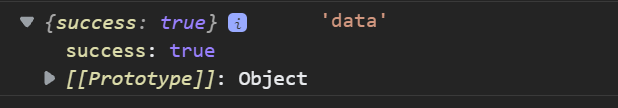 {success: true} i 'data'
success: true
[[Prototype]]: Object